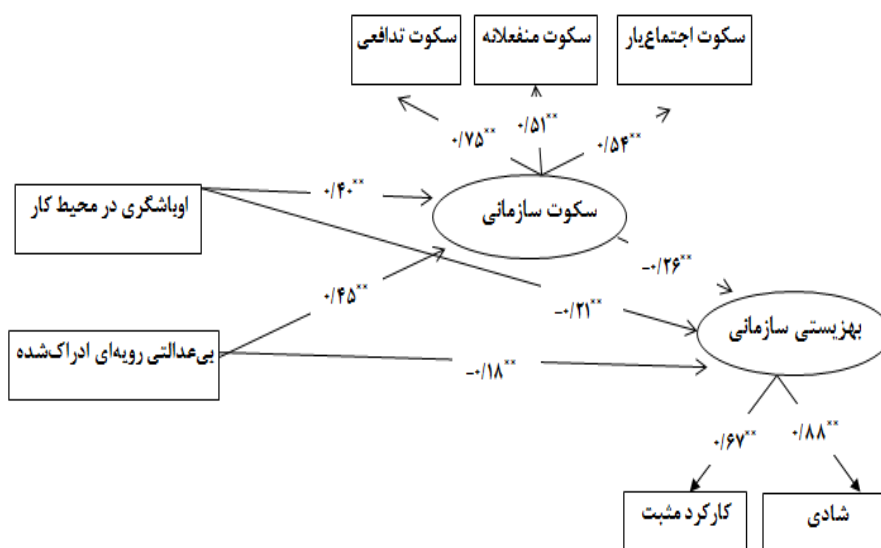 سکوت اجتماع‌یار
سکوت منفعلانه
سکوت تدافعی
۰/۵۴**
۰/۵۱**
۰/۷۵**
اوباشگری در محیط کار
۰/۴۰**
سکوت سازمانی
-۰/۲۶**
۰/۴۵**
-۰/۲۱**
بهزیستی سازمانی
بی‌عدالتی رویه‌ای ادراک‌شده
-۰/۱۸**
۰/۸۸**
۰/۶۷**
شادی
کارکرد مثبت